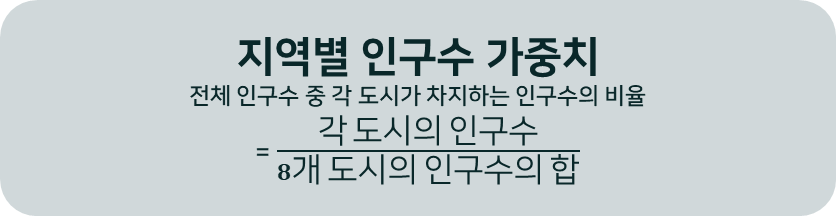 지역별 인구수 가중치
전체 인구수 중 각 도시가 차지하는 인구수의 비율
= 각 도시의 인구수
8개 도시의 인구수의 합